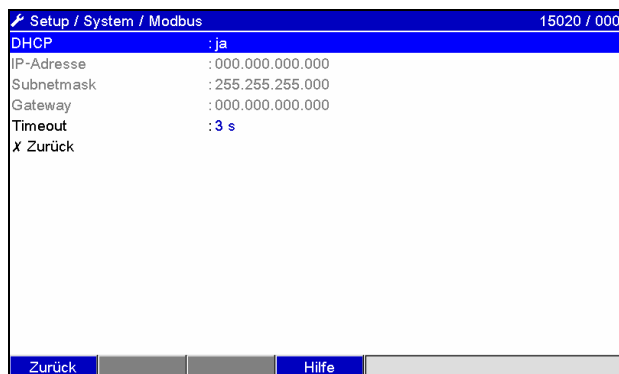 Setup / System / Modbus 15020 / 000
DHCP : ja
IP-Adresse : 000.000.000.000
Subnetmask : 255.255.255.000
Gateway : 000.000.000.000
Timeout : 3 s
X Zurück
Zurück Hilfe